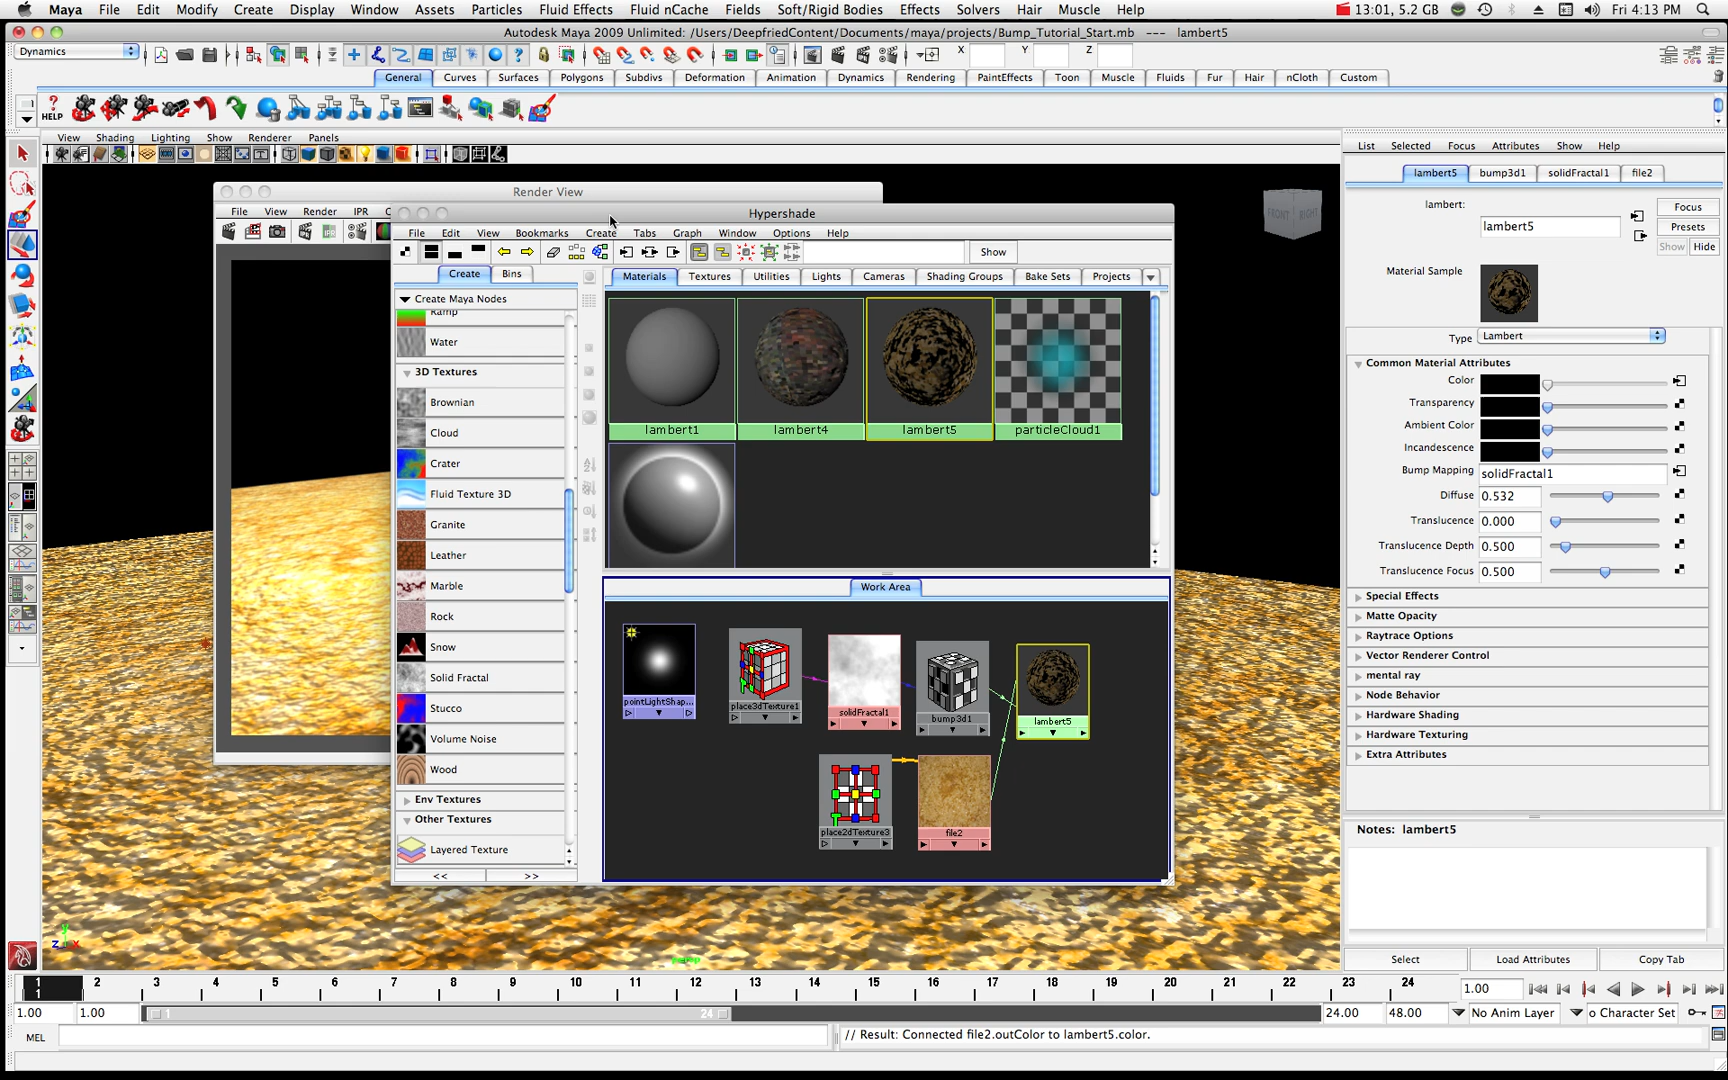 Maya File Edit Modify Create Display Window Assets Particles Fluid Effects Fluid nCache Fields Soft/Rigid Bodies Effects Solvers Hair Muscle Help 13:01, 5.2 GB Fri 4:13 PM
Autodesk Maya 2009 Unlimited: /Users/DeepfriedContent/Documents/maya/projects/Bump_Tutorial_Start.mb --- lambert5
Dynamics X Y Z
General Curves Surfaces Polygons Subdivs Deformation Animation Dynamics Rendering PaintEffects Toon Muscle Fluids Fur Hair nCloth Custom
HELP
View Shading Lighting Show Renderer Panels
Render View
File View Render IPR
Hypershade
File Edit View Bookmarks Create Tabs Graph Window Options Help
Show
Create Bins
Create Maya Nodes
Ramp
Water
3D Textures
Brownian
Cloud
Crater
Fluid Texture 3D
Granite
Leather
Marble
Rock
Snow
Solid Fractal
Stucco
Volume Noise
Wood
Env Textures
Other Textures
Layered Texture
<< >>
Materials Textures Utilities Lights Cameras Shading Groups Bake Sets Projects
lambert1 lambert4 lambert5 particleCloud1
Work Area
pointLightShap... place3dTexture1 solidFractal1 bump3d1 lambert5
place2dTexture3 file2
FRONT RIGHT
List Selected Focus Attributes Show Help
lambert5 bump3d1 solidFractal1 file2
lambert: lambert5
Focus
Presets
Show Hide
Material Sample
Type Lambert
Common Material Attributes
Color
Transparency
Ambient Color
Incandescence
Bump Mapping solidFractal1
Diffuse 0.532
Translucence 0.000
Translucence Depth 0.500
Translucence Focus 0.500
Special Effects
Matte Opacity
Raytrace Options
Vector Renderer Control
mental ray
Node Behavior
Hardware Shading
Hardware Texturing
Extra Attributes
Notes: lambert5
Select Load Attributes Copy Tab
y
z x
persp
1 2 3 4 5 6 7 8 9 10 11 12 13 14 15 16 17 18 19 20 21 22 23 24
1 1.00
1.00 1.00 1 24 24.00 48.00 No Anim Layer o Character Set
MEL // Result: Connected file2.outColor to lambert5.color.